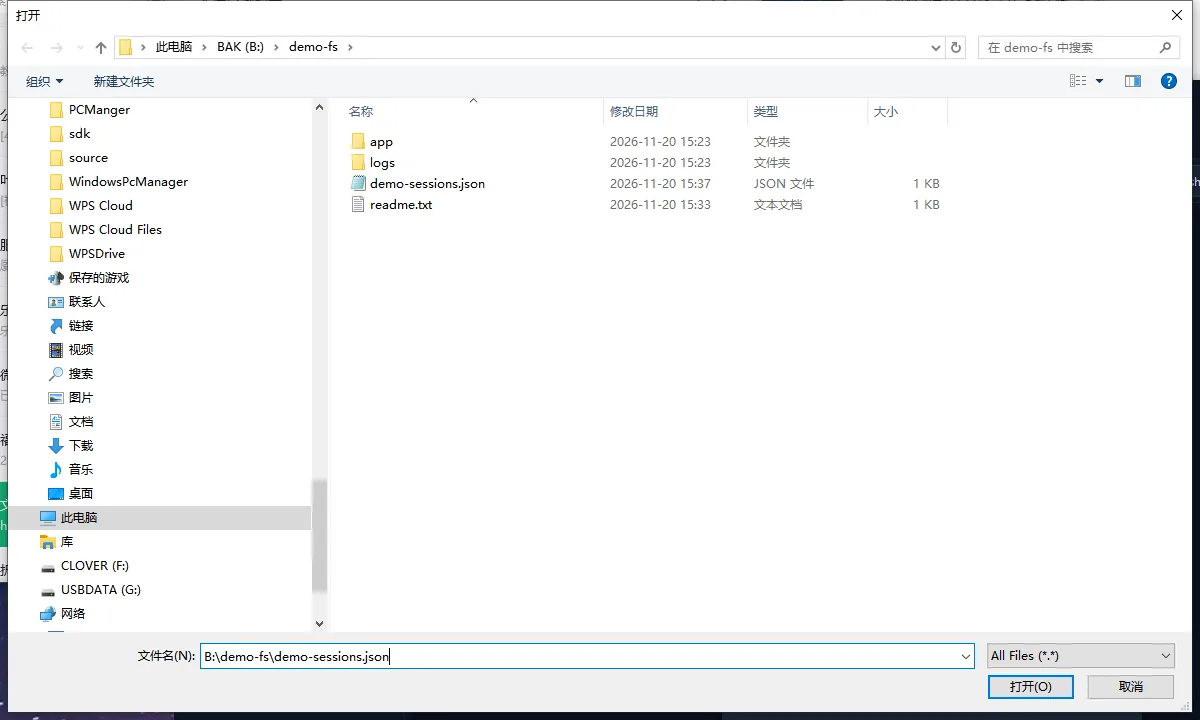 打开
此电脑 › BAK (B:) › demo-fs ›
在 demo-fs 中搜索
组织
新建文件夹
PCManger
sdk
source
WindowsPcManager
WPS Cloud
WPS Cloud Files
WPSDrive
保存的游戏
联系人
链接
视频
搜索
图片
文档
下载
音乐
桌面
此电脑
库
CLOVER (F:)
USBDATA (G:)
网络
名称 修改日期 类型 大小
app 2026-11-20 15:23 文件夹
logs 2026-11-20 15:23 文件夹
demo-sessions.json 2026-11-20 15:37 JSON 文件 1 KB
readme.txt 2026-11-20 15:33 文本文档 1 KB
文件名(N): B:\demo-fs\demo-sessions.json
All Files (*.*)
打开(O)
取消